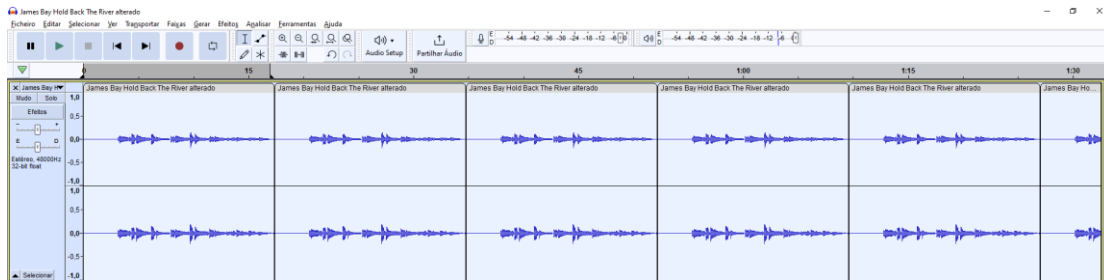 James Bay Hold Back The River alterado
Ficheiro Editar Selecionar Ver Transportar Faixas Gerar Efeitos Analisar Ferramentas Ajuda
Audio Setup
Partilhar Áudio
E
D
-54 -48 -42 -36 -30 -24 -18 -12 -6 0
E
D
-54 -48 -42 -36 -30 -24 -18 -12 -6 0
0 15 30 45 1:00 1:15 1:30
James Bay H
Mudo Solo
Efeitos
- +
E D
Estéreo, 48000Hz
32-bit float
Selecionar
1,0
0,5
0,0
-0,5
-1,0
1,0
0,5
0,0
-0,5
-1,0
James Bay Hold Back The River alterado
James Bay Hold Back The River alterado
James Bay Hold Back The River alterado
James Bay Hold Back The River alterado
James Bay Hold Back The River alterado
James Bay Ho...